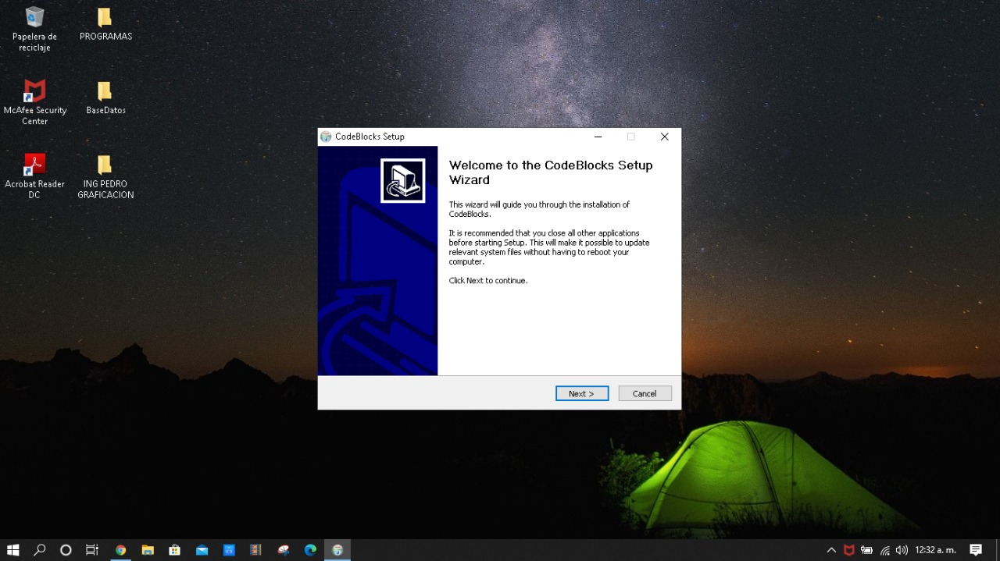 Papelera de
reciclaje
PROGRAMAS
McAfee Security
Center
BaseDatos
Acrobat Reader
DC
ING PEDRO
GRAFICACION
CodeBlocks Setup
Welcome to the CodeBlocks Setup
Wizard
This wizard will guide you through the installation of
CodeBlocks.
It is recommended that you close all other applications
before starting Setup. This will make it possible to update
relevant system files without having to reboot your
computer.
Click Next to continue.
Next >
Cancel
12:32 a. m.